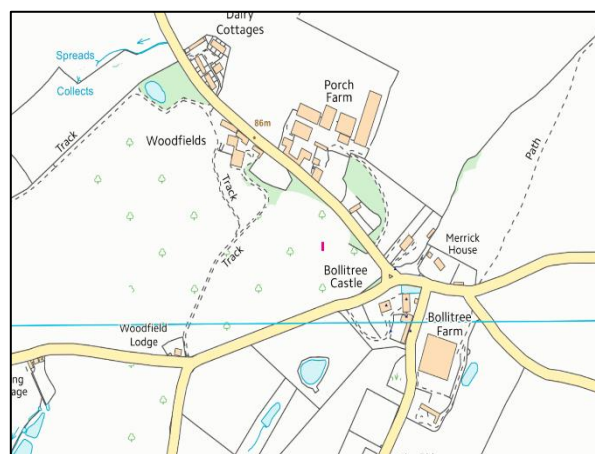 Dairy
Cottages
Spreads
Collects
Porch
Farm
86m
Woodfields
Track
Track
Track
Path
Merrick
House
Bollitree
Castle
Bollitree
Farm
Woodfield
Lodge